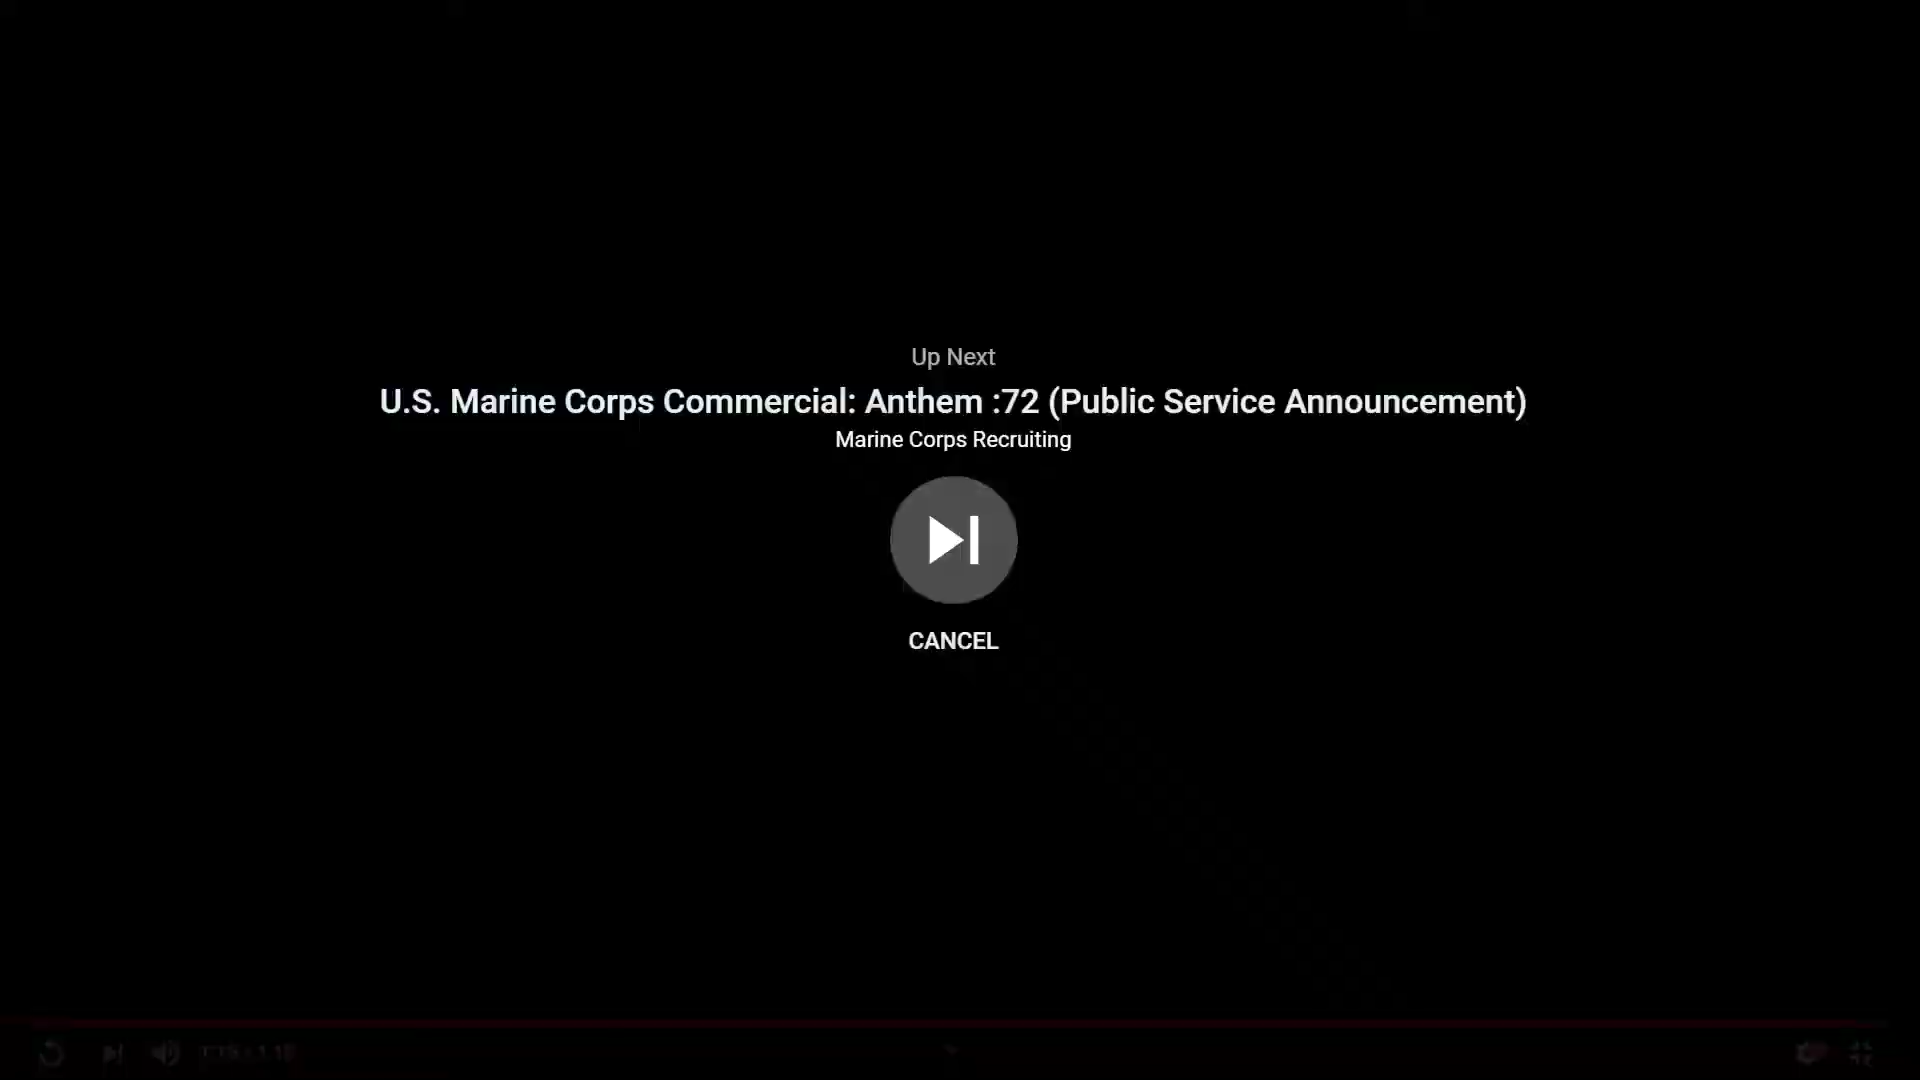 Up Next
U.S. Marine Corps Commercial: Anthem :72 (Public Service Announcement)
Marine Corps Recruiting
CANCEL